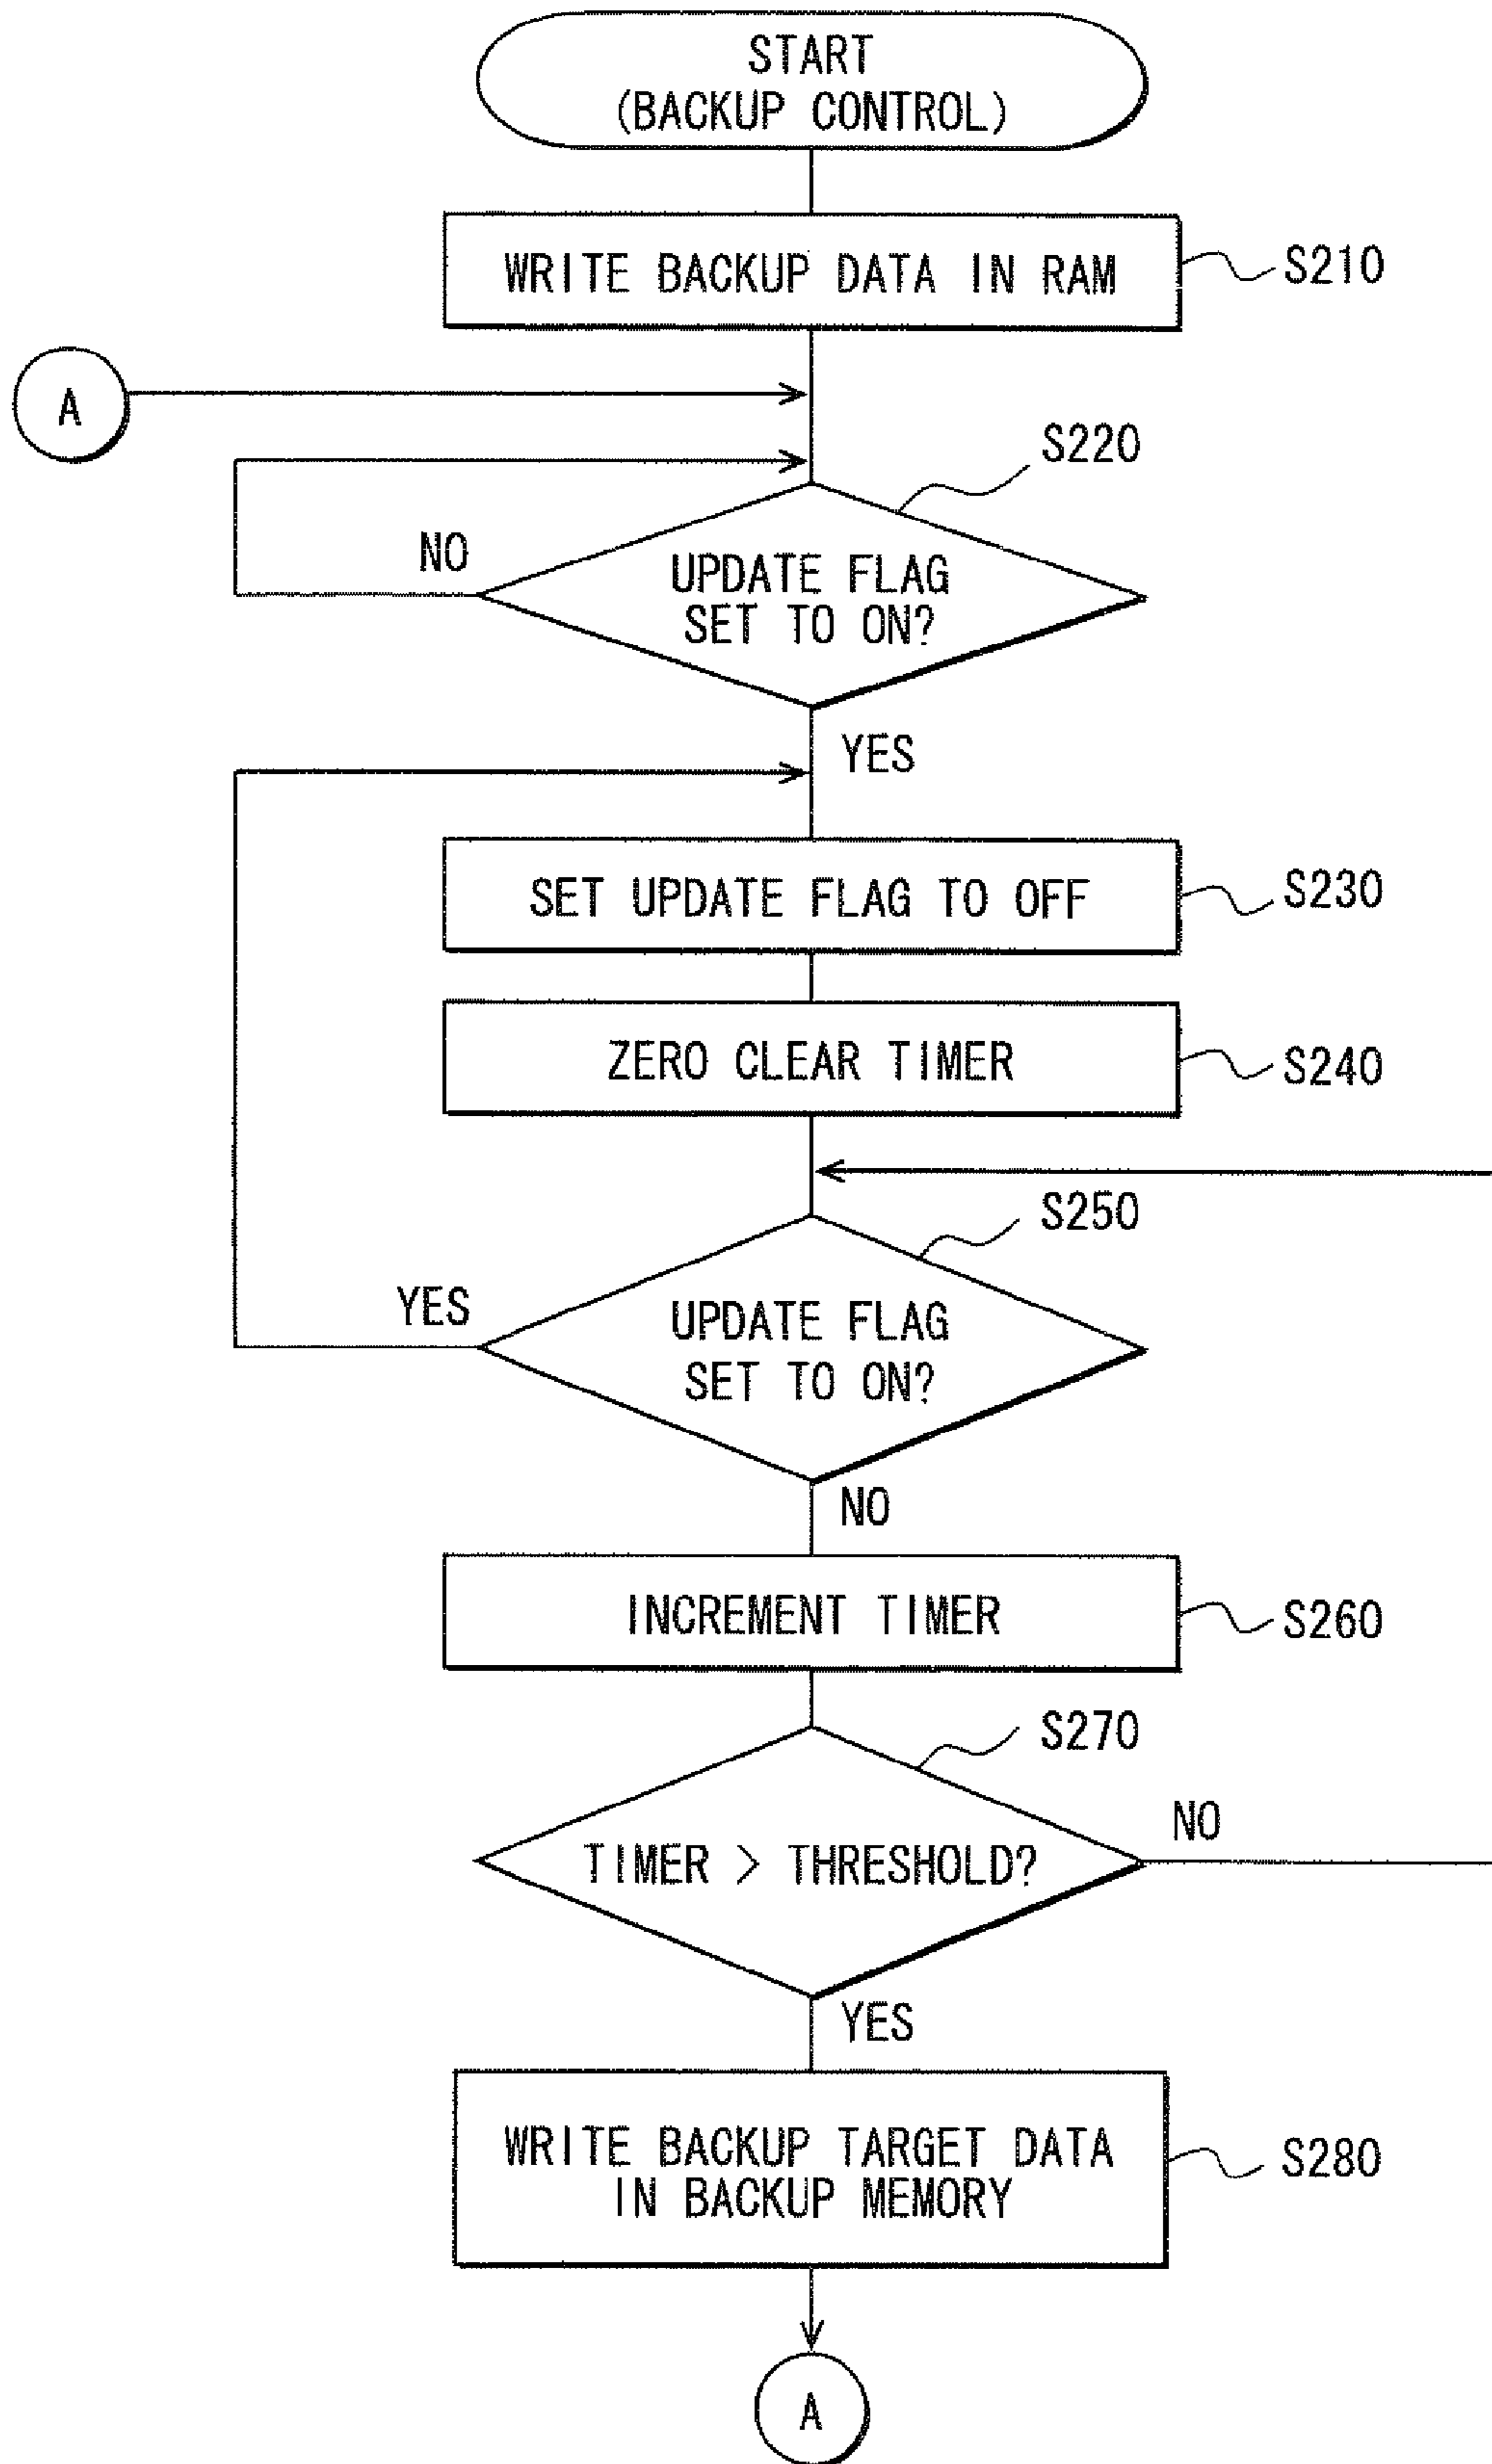 START
(BACKUP CONTROL)
WRITE BACKUP DATA IN RAM
S210
A
S220
NO
UPDATE FLAG
SET TO ON?
YES
SET UPDATE FLAG TO OFF
S230
ZERO CLEAR TIMER
S240
S250
YES
UPDATE FLAG
SET TO ON?
NO
INCREMENT TIMER
S260
S270
NO
TIMER > THRESHOLD?
YES
WRITE BACKUP TARGET DATA
IN BACKUP MEMORY
S280
A